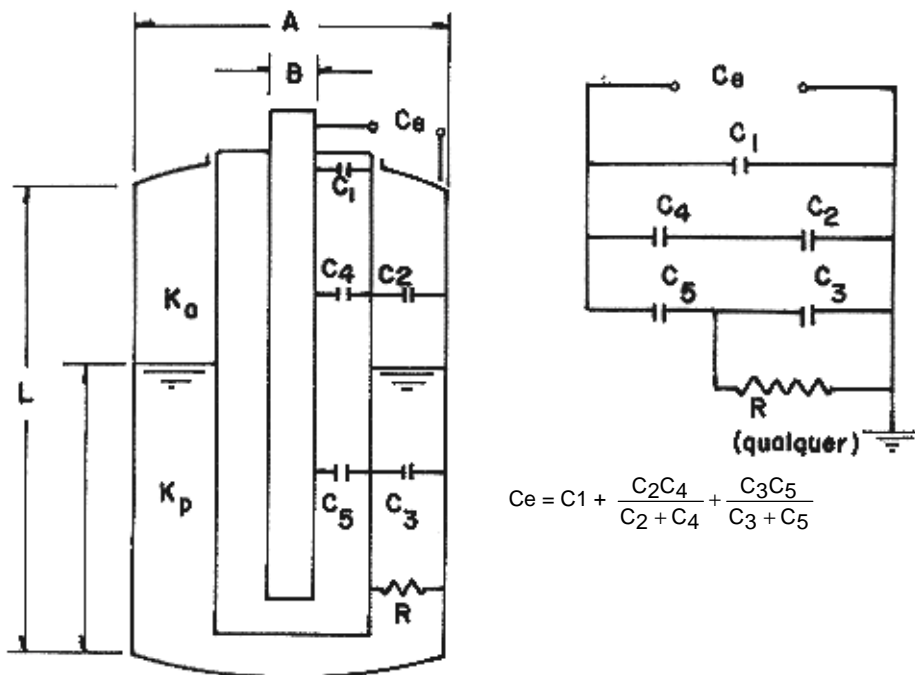 A
B
Ce
C1
C4 C2
Ka
L
Kp
C5 C3
R
Ce
C1
C4 C2
C5 C3
R
(qualquer)
Ce = C1 + C2C4 / C2 + C4 + C3C5 / C3 + C5